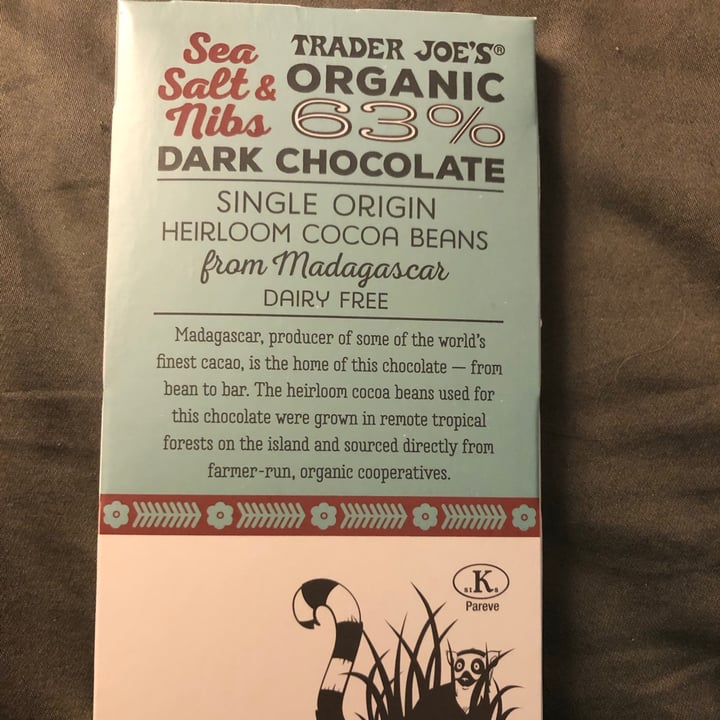 Sea
Salt &
Nibs
TRADER JOE'S®
ORGANIC
63%
DARK CHOCOLATE
SINGLE ORIGIN
HEIRLOOM COCOA BEANS
from Madagascar
DAIRY FREE
Madagascar, producer of some of the world's
finest cacao, is the home of this chocolate — from
bean to bar. The heirloom cocoa beans used for
this chocolate were grown in remote tropical
forests on the island and sourced directly from
farmer-run, organic cooperatives.
K
Pareve